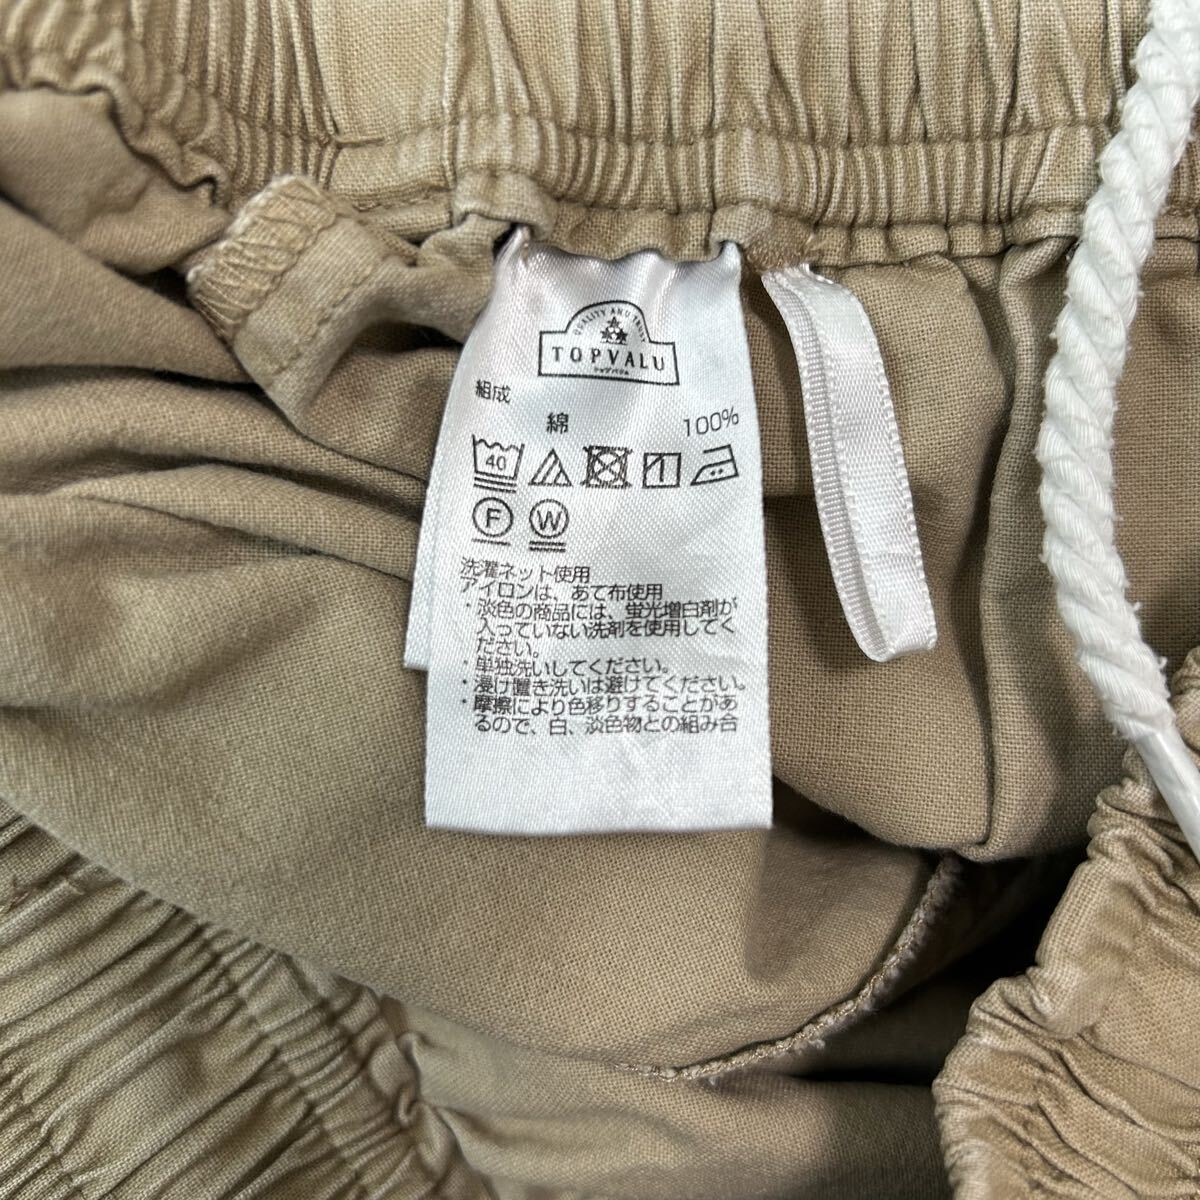 QUALITY AND TRUST
TOPVALU
トップバリュ
組成
綿 100%
40
F W
洗濯ネット使用
アイロンは、あて布使用
・淡色の商品には、蛍光増白剤が
入っていない洗剤を使用してく
ださい。
・単独洗いしてください。
・浸け置き洗いは避けてください。
・摩擦により色移りすることがあ
るので、白、淡色物との組み合